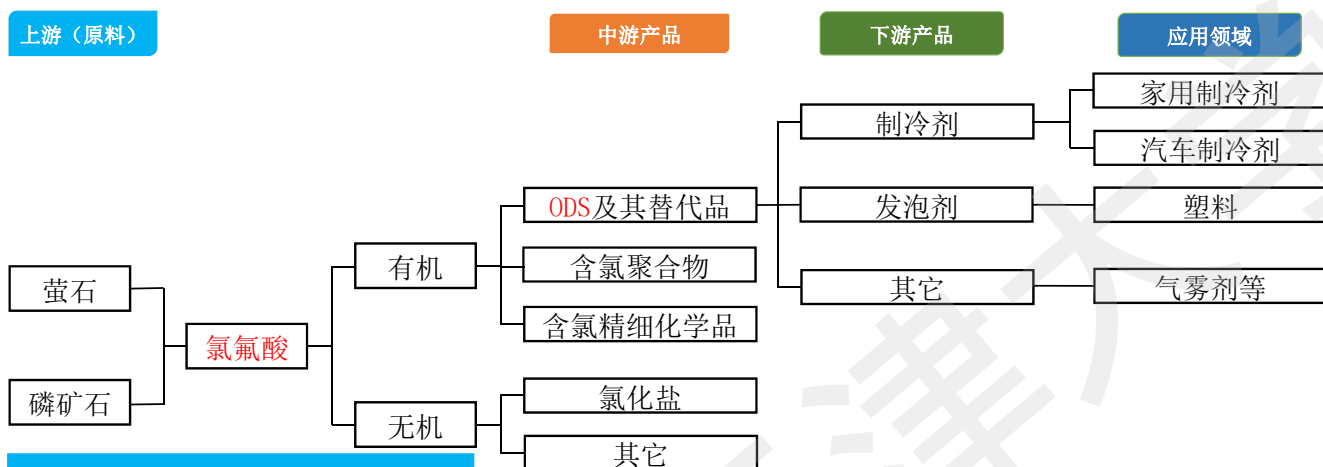 上游（原料）
中游产品
下游产品
应用领域
家用制冷剂
制冷剂
汽车制冷剂
ODS及其替代品
发泡剂
塑料
有机
含氯聚合物
萤石
其它
气雾剂等
含氯精细化学品
氯氟酸
磷矿石
氯化盐
无机
其它
津大学